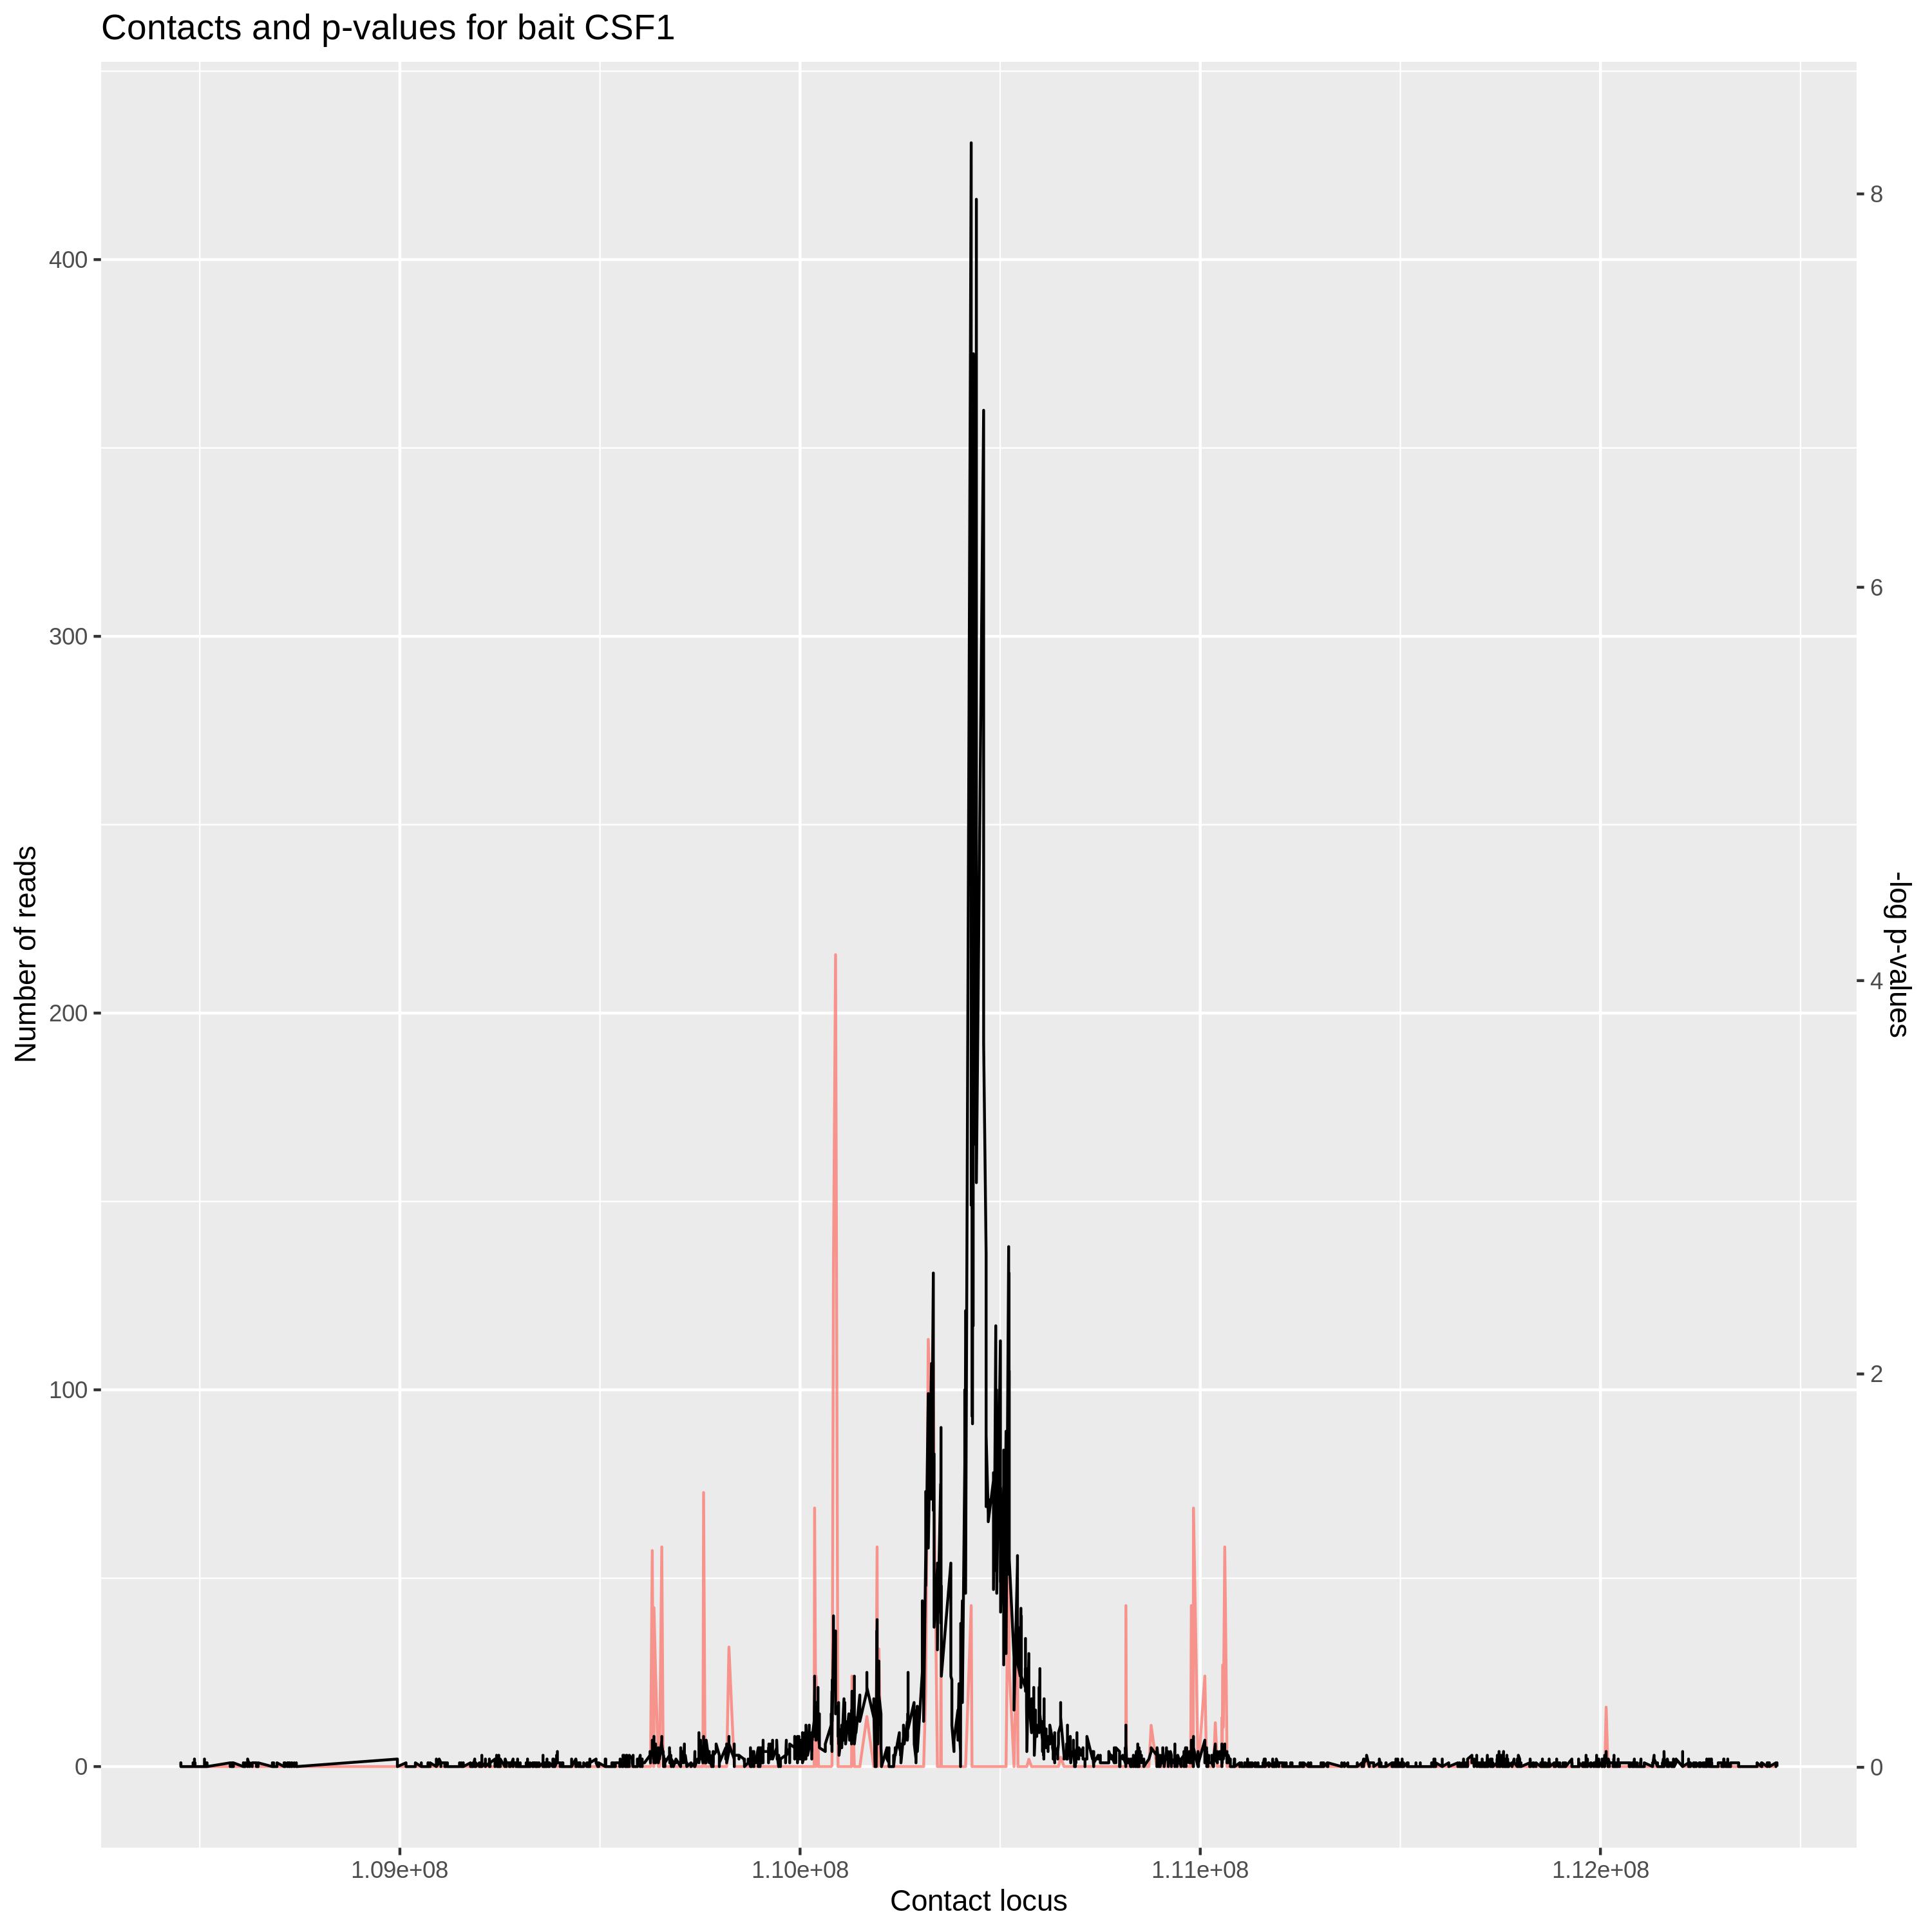 Contacts and p-values for bait CSF1
400
300
200
100
0
Number of reads
8
6
4
2
0
-log p-values
1.09e+08 1.10e+08 1.11e+08 1.12e+08
Contact locus